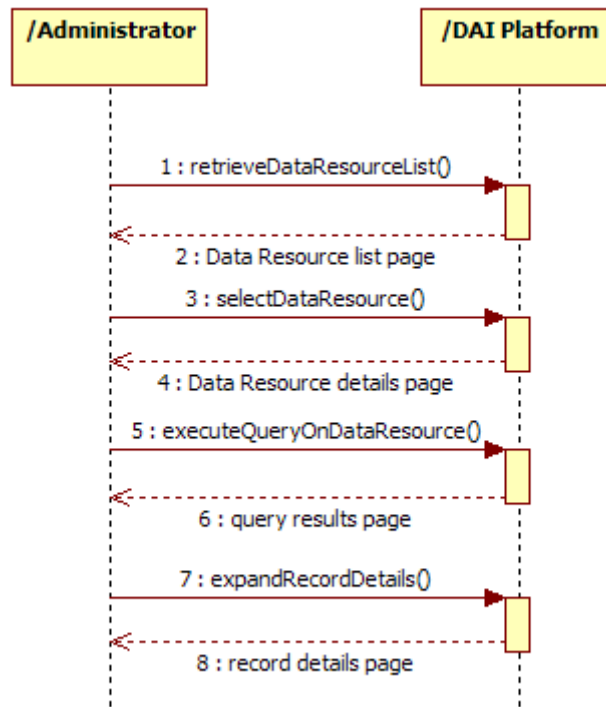 /Administrator
/DAI Platform
1 : retrieveDataResourceList()
2 : Data Resource list page
3 : selectDataResource()
4 : Data Resource details page
5 : executeQueryOnDataResource()
6 : query results page
7 : expandRecordDetails()
8 : record details page